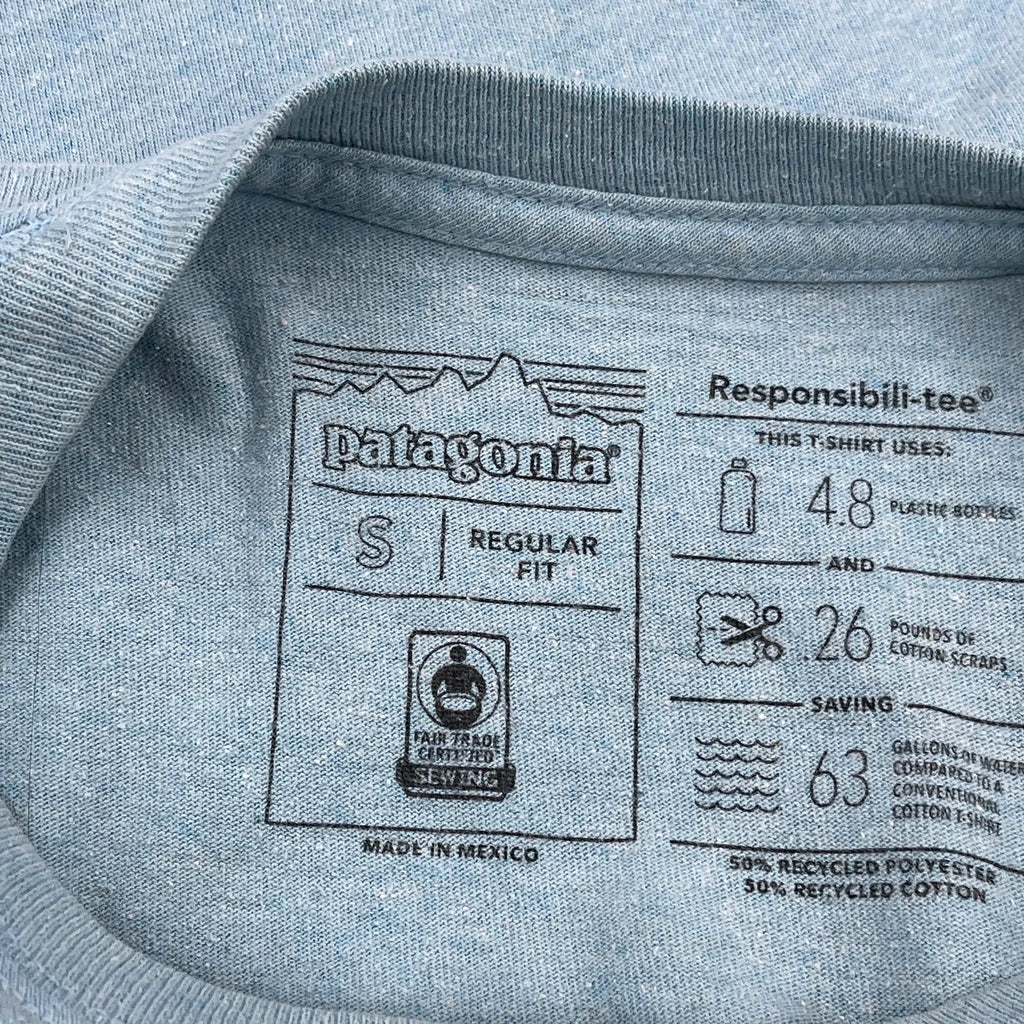 patagonia®
S
REGULAR
FIT
FAIR TRADE
CERTIFIED
SEWING
MADE IN MEXICO
Responsibili-tee®
THIS T-SHIRT USES:
4.8 PLASTIC BOTTLES
AND
.26 POUNDS OF
COTTON SCRAPS
SAVING
63 GALLONS OF WATER
COMPARED TO A
CONVENTIONAL
COTTON T-SHIRT
50% RECYCLED POLYESTER
50% RECYCLED COTTON